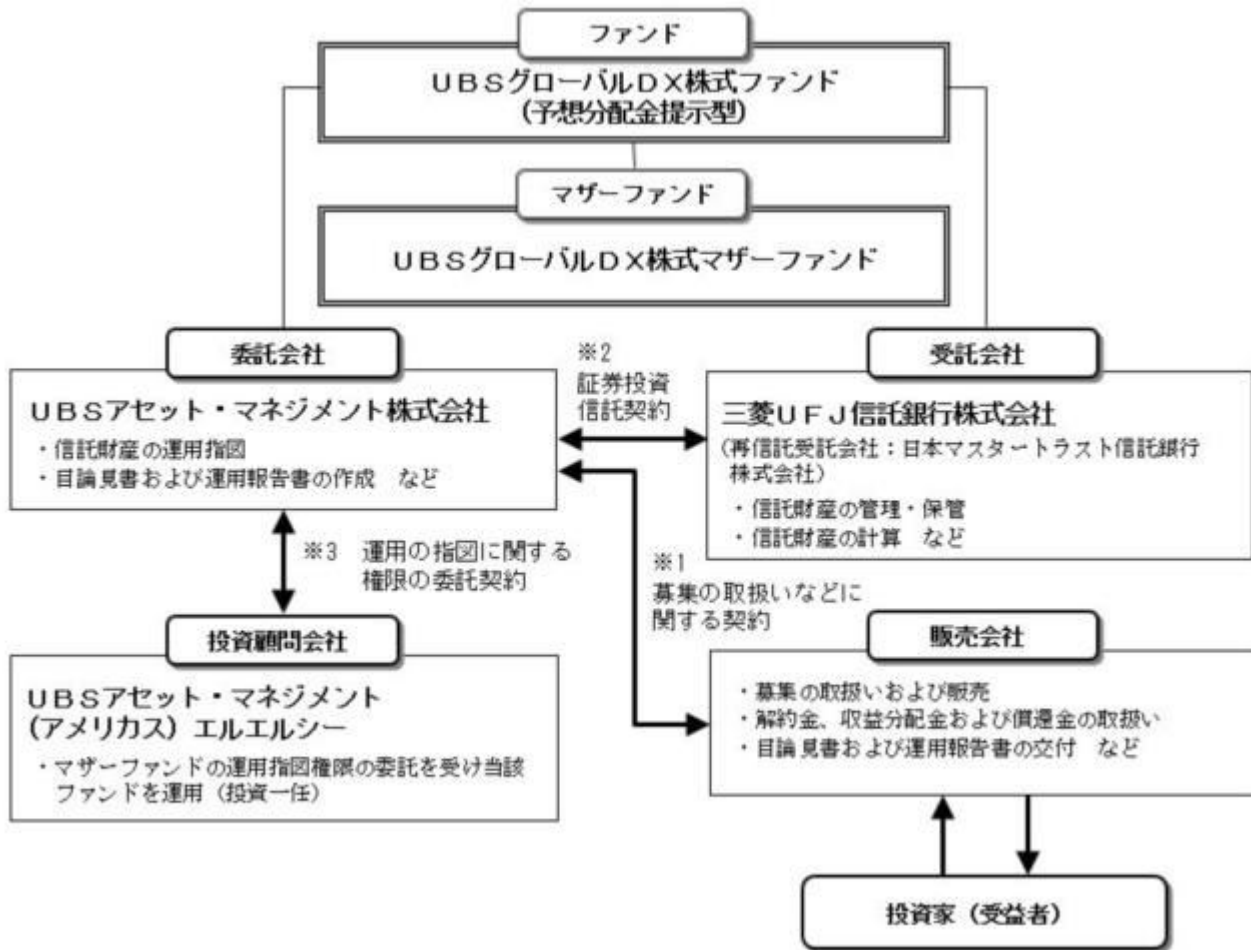 ファンド
UBSグローバルDX株式ファンド
(予想分配金提示型)
マザーファンド
UBSグローバルDX株式マザーファンド
委託会社
UBSアセット・マネジメント株式会社
・信託財産の運用指図
・目論見書および運用報告書の作成 など
※2
証券投資
信託契約
受託会社
三菱UFJ信託銀行株式会社
(再信託受託会社:日本マスタートラスト信託銀行
株式会社)
・信託財産の管理・保管
・信託財産の計算 など
※3 運用の指図に関する
権限の委託契約
※1
募集の取扱いなどに
関する契約
投資顧問会社
UBSアセット・マネジメント
(アメリカス)エルエルシー
・マザーファンドの運用指図権限の委託を受け当該
ファンドを運用(投資一任)
販売会社
・募集の取扱いおよび販売
・解約金、収益分配金および償還金の取扱い
・目論見書および運用報告書の交付 など
投資家(受益者)